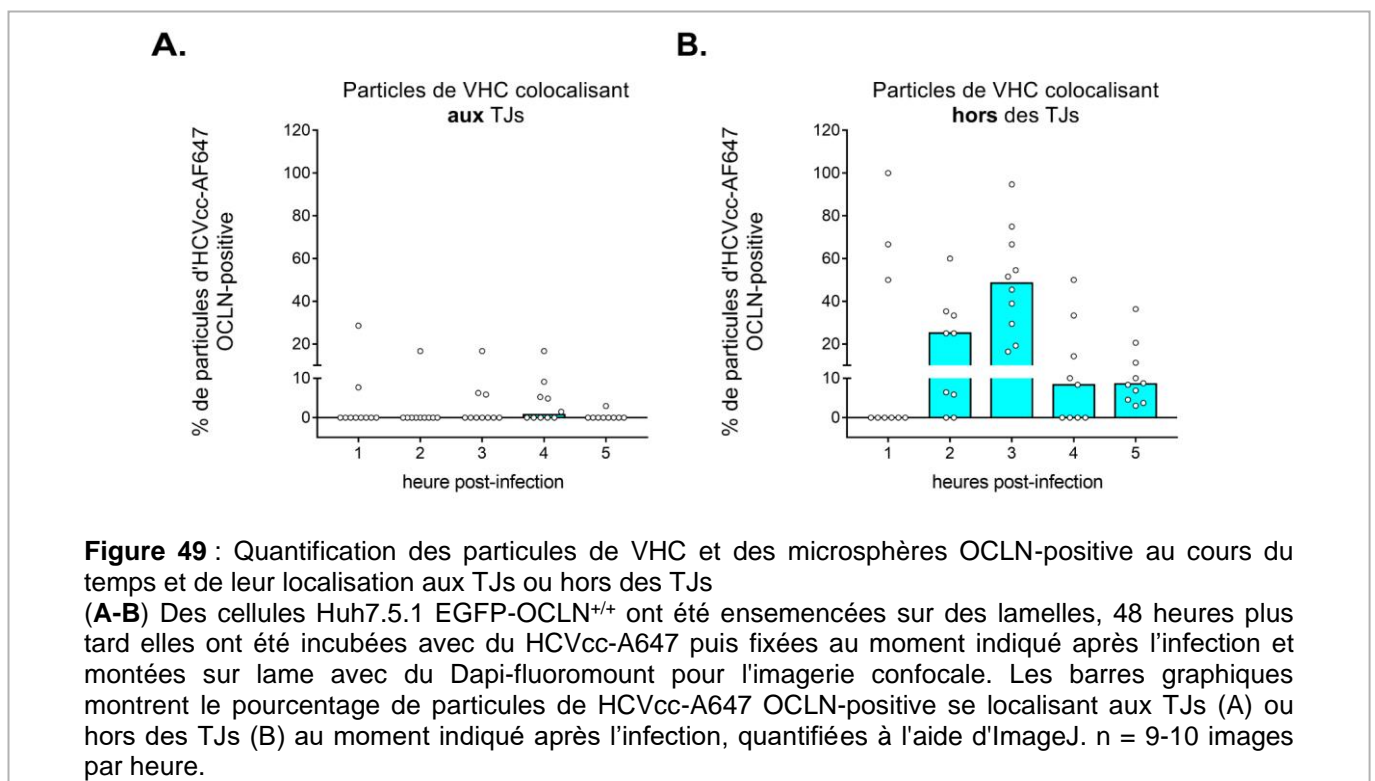 A.
Particles de VHC colocalisant
aux TJs
% de particules d'HCVcc-AF647
OCLN-positive
120
100
80
60
40
20
10
0
1 2 3 4 5
heure post-infection
B.
Particles de VHC colocalisant
hors des TJs
% de particules d'HCVcc-AF647
OCLN-positive
120
100
80
60
40
20
10
0
1 2 3 4 5
heures post-infection
Figure 49 : Quantification des particules de VHC et des microsphères OCLN-positive au cours du
temps et de leur localisation aux TJs ou hors des TJs
(A-B) Des cellules Huh7.5.1 EGFP-OCLN+/+ ont été ensemencées sur des lamelles, 48 heures plus
tard elles ont été incubées avec du HCVcc-A647 puis fixées au moment indiqué après l’infection et
montées sur lame avec du Dapi-fluoromount pour l'imagerie confocale. Les barres graphiques
montrent le pourcentage de particules de HCVcc-A647 OCLN-positive se localisant aux TJs (A) ou
hors des TJs (B) au moment indiqué après l’infection, quantifiées à l'aide d'ImageJ. n = 9-10 images
par heure.